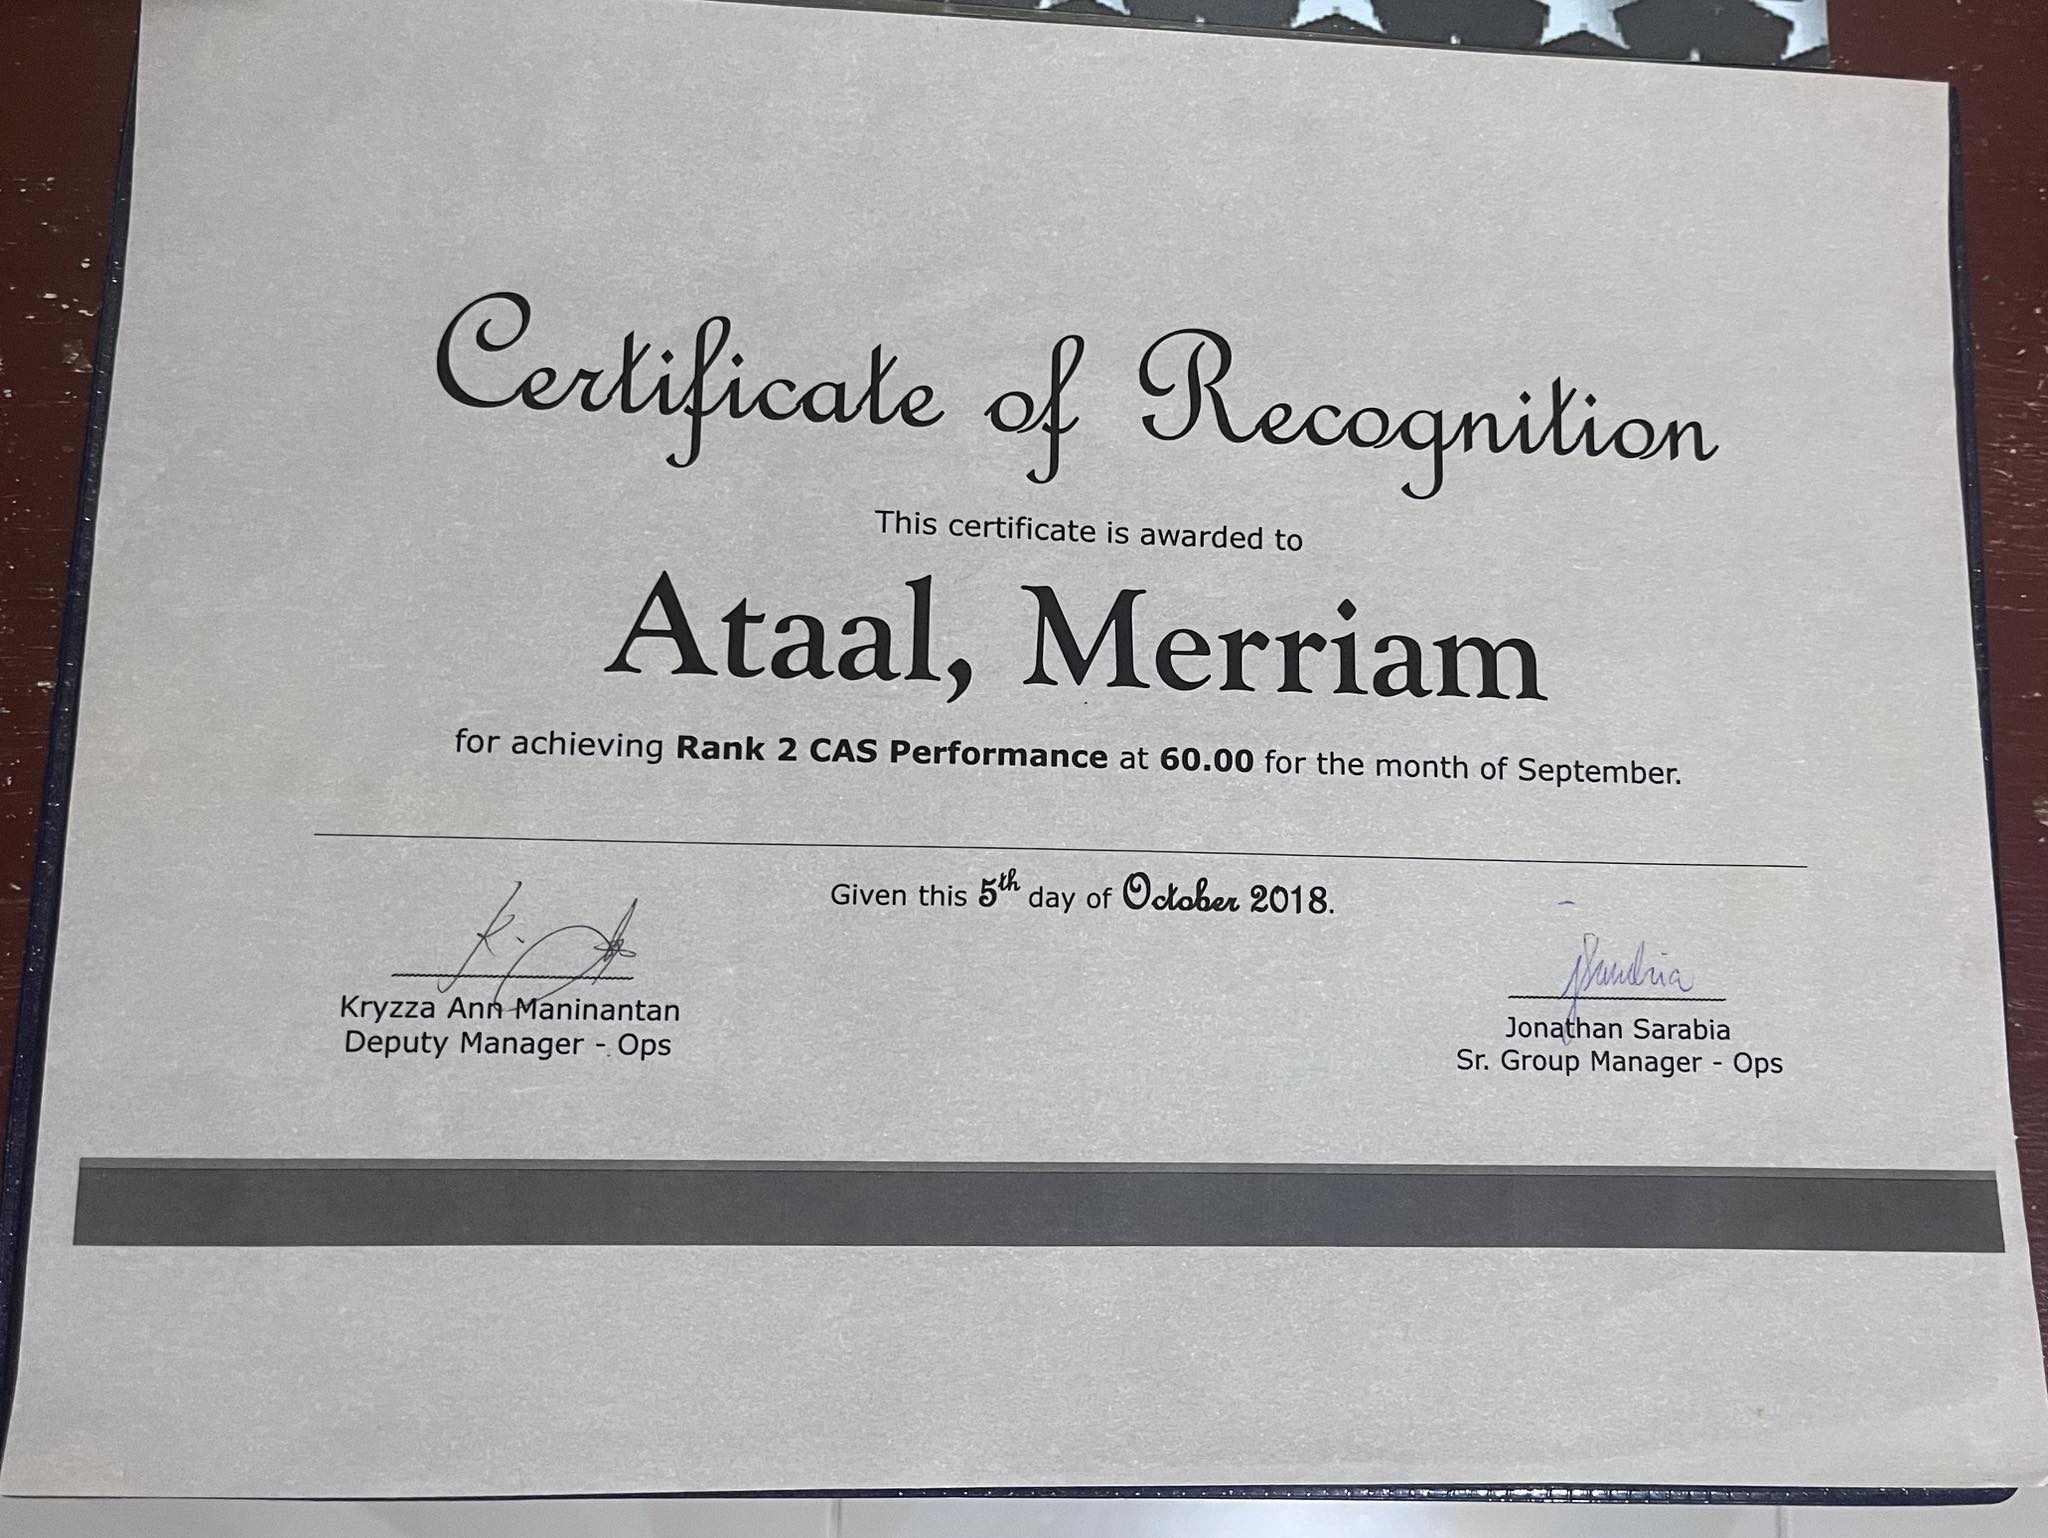 Certificate of Recognition
This certificate is awarded to
Ataal, Merriam
for achieving Rank 2 CAS Performance at 60.00 for the month of September.
Given this 5th day of October 2018.
Kryzza Ann Maninantan
Deputy Manager - Ops
Jonathan Sarabia
Sr. Group Manager - Ops